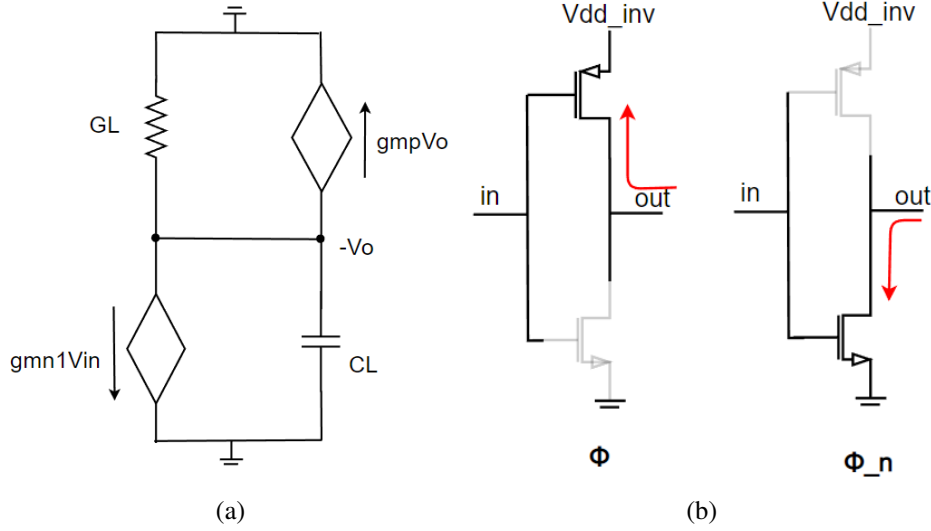 GL
gmpVo
-Vo
gmn1Vin
CL
(a)
Vdd_inv
in
out
Φ
Vdd_inv
in
out
Φ_n
(b)